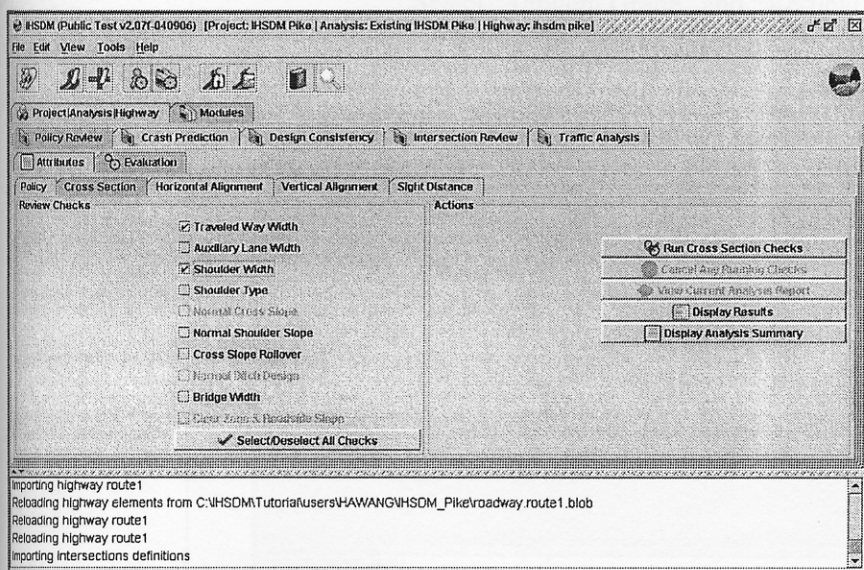 IHSDM (Public Test v2.07f-040906) [Project: IHSDM Pike | Analysis: Existing IHSDM Pike | Highway: ihsdm pike]
File Edit View Tools Help
Project|Analysis|Highway Modules
Policy Review Crash Prediction Design Consistency Intersection Review Traffic Analysis
Attributes Evaluation
Policy Cross Section Horizontal Alignment Vertical Alignment Sight Distance
Review Checks
Traveled Way Width
Auxiliary Lane Width
Shoulder Width
Shoulder Type
Normal Cross Slope
Normal Shoulder Slope
Cross Slope Rollover
Normal Ditch Design
Bridge Width
Clear Zone & Roadside Slope
Select/Deselect All Checks
Actions
Run Cross Section Checks
Cancel Any Running Checks
View Current Analysis Report
Display Results
Display Analysis Summary
Importing highway route1
Reloading highway elements from C:\IHSDM\Tutorial\users\HAWANG\IHSDM_Pike\roadway.route1.blob
Reloading highway route1
Reloading highway route1
Importing intersections definitions